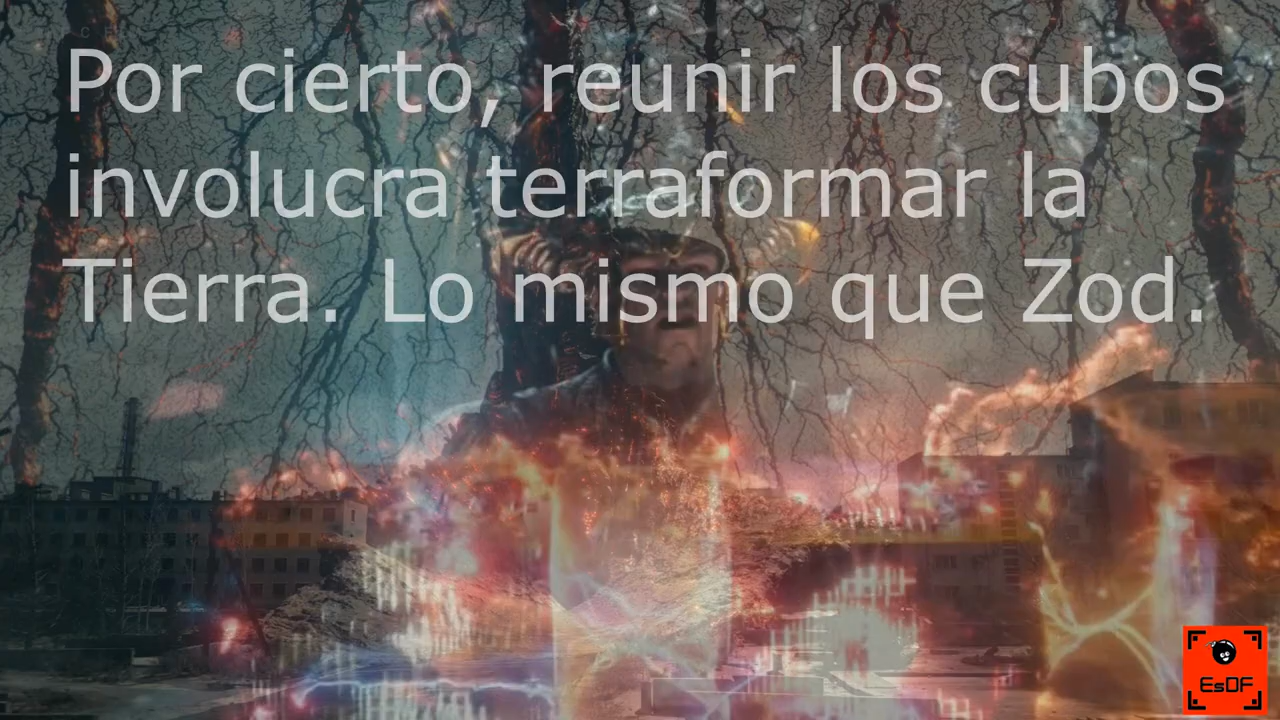 Por cierto, reunir los cubos
involucra terraformar la
Tierra. Lo mismo que Zod.
EsDF